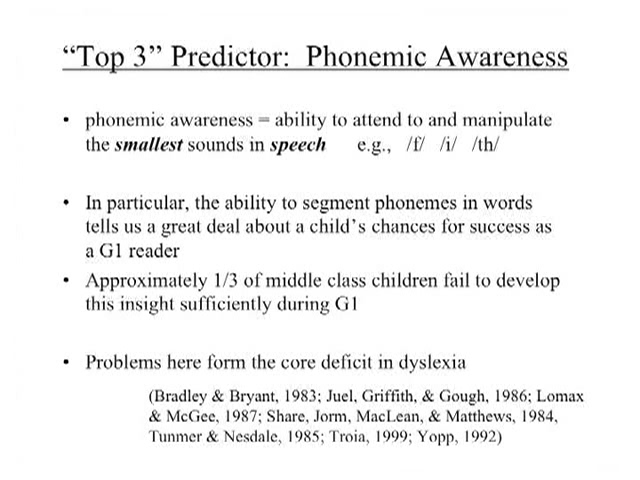 “Top 3” Predictor: Phonemic Awareness
• phonemic awareness = ability to attend to and manipulate
the smallest sounds in speech e.g., /f/ /i/ /th/
• In particular, the ability to segment phonemes in words
tells us a great deal about a child’s chances for success as
a G1 reader
• Approximately 1/3 of middle class children fail to develop
this insight sufficiently during G1
• Problems here form the core deficit in dyslexia
(Bradley & Bryant, 1983; Juel, Griffith, & Gough, 1986; Lomax
& McGee, 1987; Share, Jorm, MacLean, & Matthews, 1984,
Tunmer & Nesdale, 1985; Troia, 1999; Yopp, 1992)